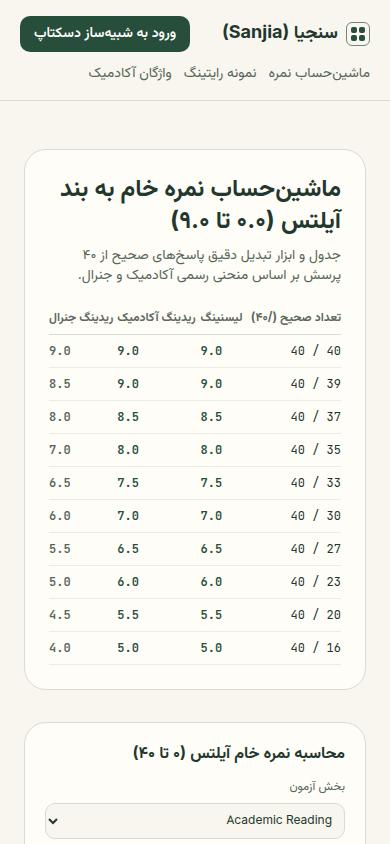 سنجیا (Sanjia)
ورود به شبیه‌ساز دسکتاپ
ماشین‌حساب نمره نمونه رایتینگ واژگان آکادمیک
ماشین‌حساب نمره خام به بند
آیلتس (۰.۰ تا ۹.۰)
جدول و ابزار تبدیل دقیق پاسخ‌های صحیح از ۴۰
پرسش بر اساس منحنی رسمی آکادمیک و جنرال.
تعداد صحیح (/۴۰) لیسنینگ ریدینگ آکادمیک ریدینگ جنرال
40 / 40 9.0 9.0 9.0
40 / 39 9.0 9.0 8.5
40 / 37 8.5 8.5 8.0
40 / 35 8.0 8.0 7.0
40 / 33 7.5 7.5 6.5
40 / 30 7.0 7.0 6.0
40 / 27 6.5 6.5 5.5
40 / 23 6.0 6.0 5.0
40 / 20 5.5 5.5 4.5
40 / 16 5.0 5.0 4.0
محاسبه نمره خام آیلتس (۰ تا ۴۰)
بخش آزمون
Academic Reading